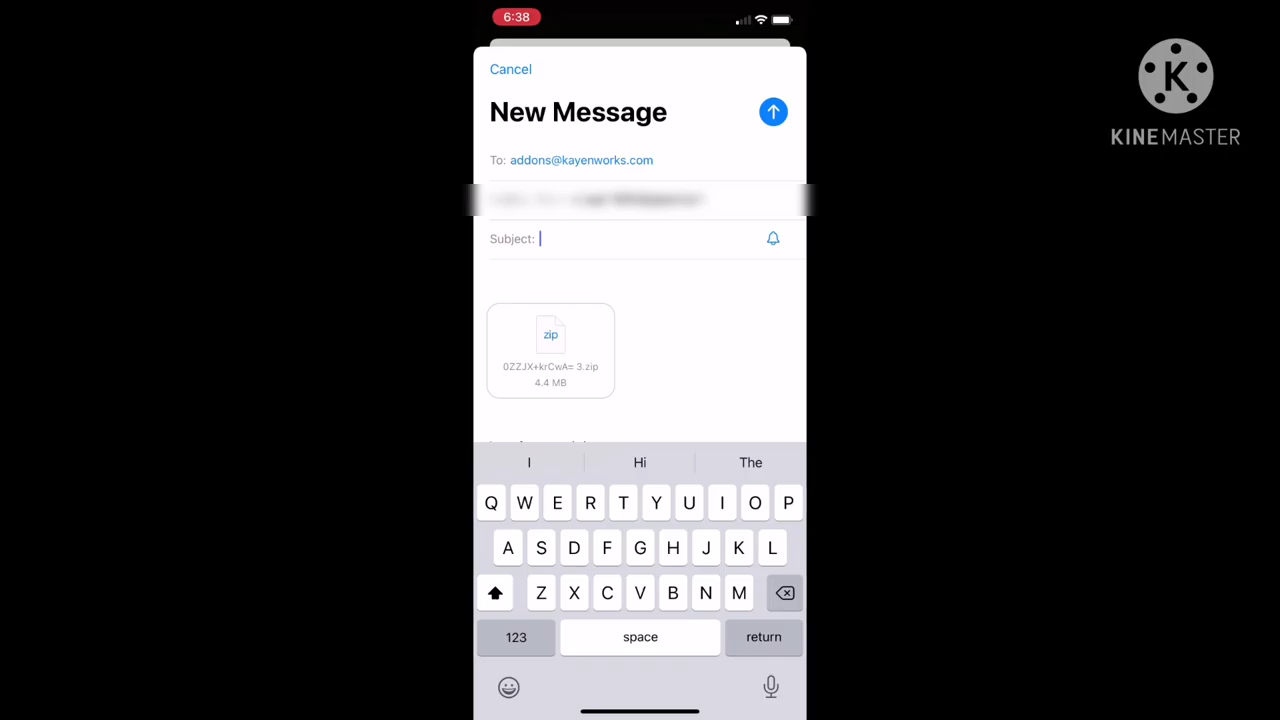 6:38
Cancel
New Message
To: addons@kayenworks.com
Subject:
zip
0ZZJX+krCwA= 3.zip
4.4 MB
I Hi The
Q W E R T Y U I O P
A S D F G H J K L
Z X C V B N M
123 space return
K
KINEMASTER